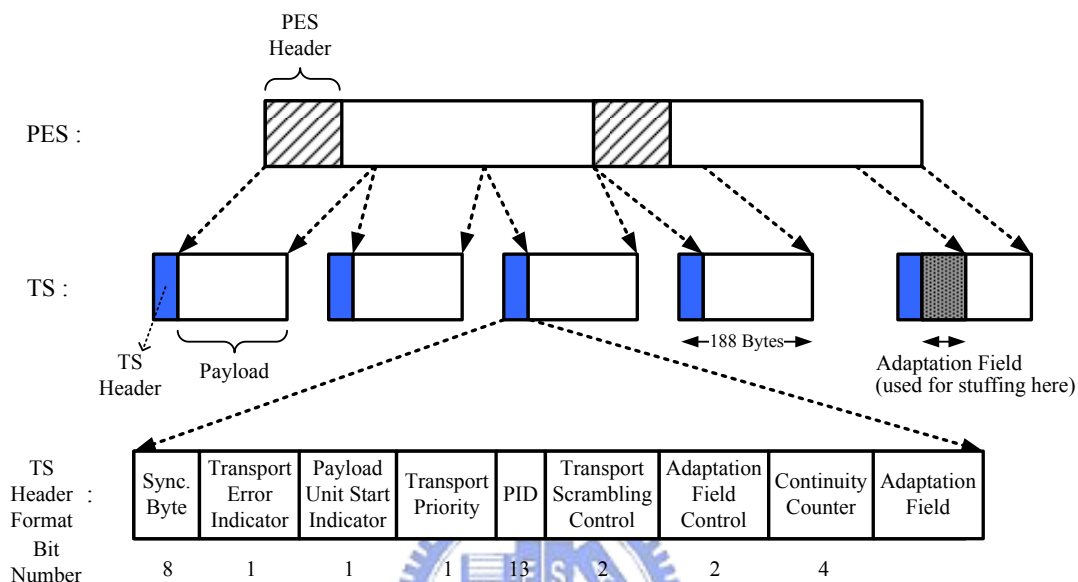 PES
Header
PES :
TS :
TS
Header
Payload
188 Bytes
Adaptation Field
(used for stuffing here)
TS
Header :
Format
Sync.
Byte
Transport
Error
Indicator
Payload
Unit Start
Indicator
Transport
Priority
PID
Transport
Scrambling
Control
Adaptation
Field
Control
Continuity
Counter
Adaptation
Field
Bit
Number
8 1 1 1 13 2 2 4